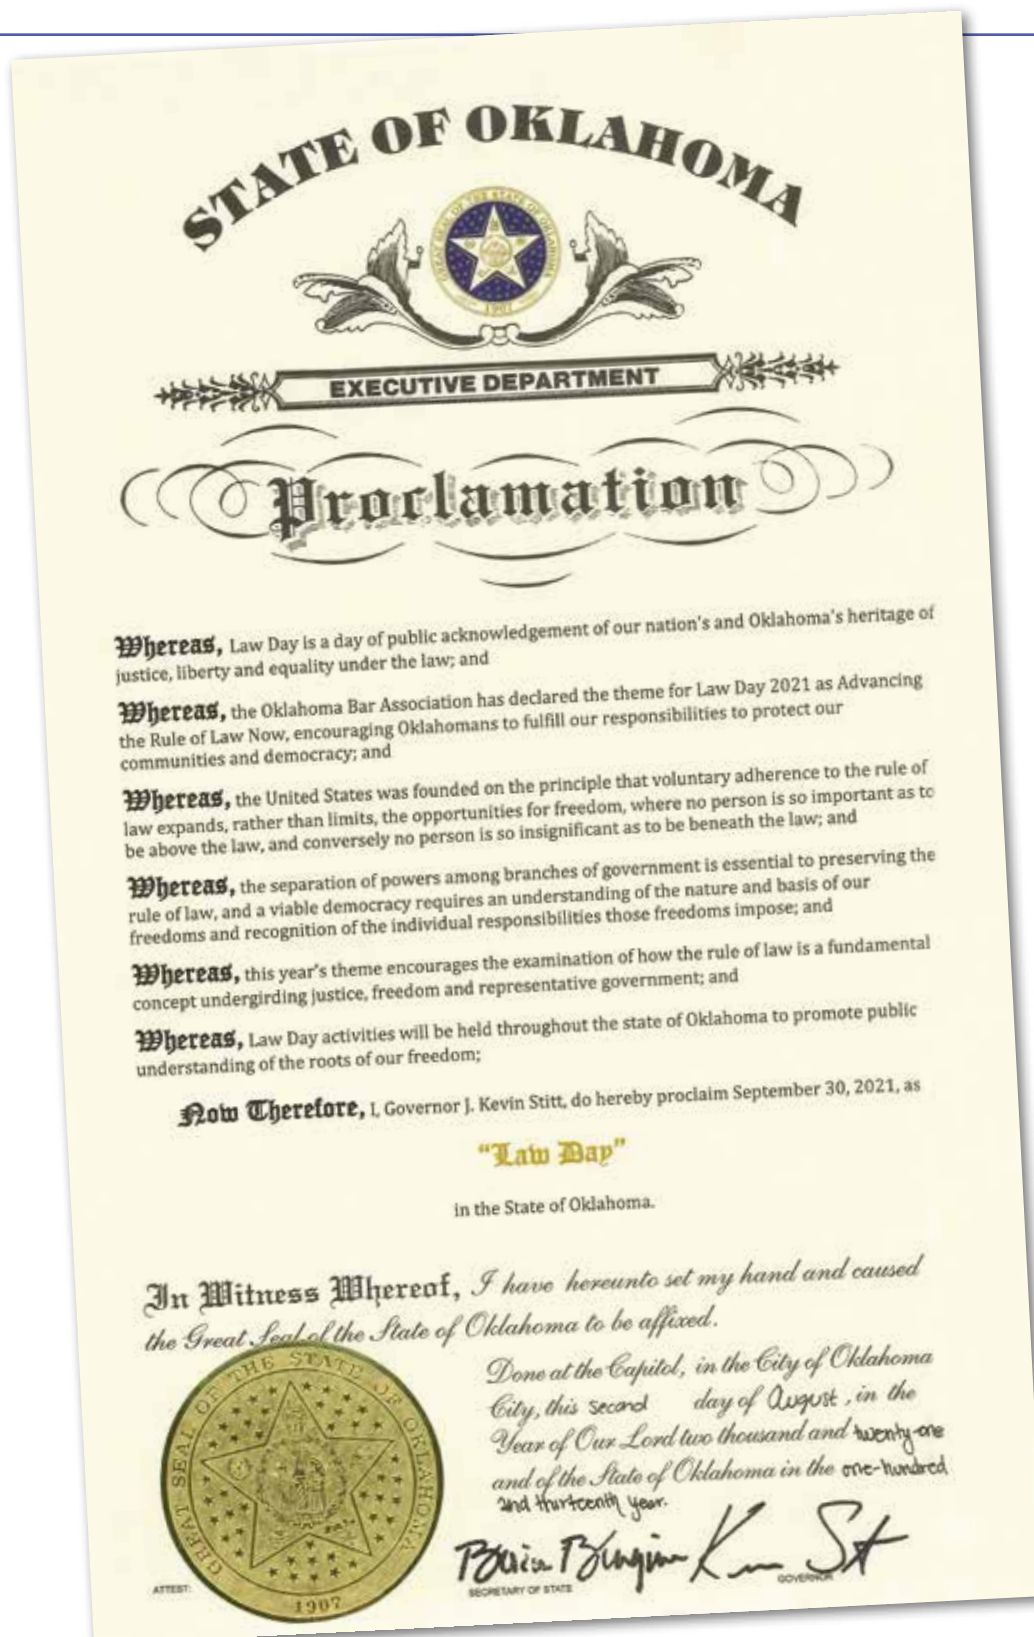 STATE OF OKLAHOMA
GREAT SEAL OF THE STATE OF OKLAHOMA
1907
EXECUTIVE DEPARTMENT
Proclamation
Whereas, Law Day is a day of public acknowledgement of our nation's and Oklahoma's heritage of
justice, liberty and equality under the law; and
Whereas, the Oklahoma Bar Association has declared the theme for Law Day 2021 as Advancing
the Rule of Law Now, encouraging Oklahomans to fulfill our responsibilities to protect our
communities and democracy; and
Whereas, the United States was founded on the principle that voluntary adherence to the rule of
law expands, rather than limits, the opportunities for freedom, where no person is so important as to
be above the law, and conversely no person is so insignificant as to be beneath the law; and
Whereas, the separation of powers among branches of government is essential to preserving the
rule of law, and a viable democracy requires an understanding of the nature and basis of our
freedoms and recognition of the individual responsibilities those freedoms impose; and
Whereas, this year's theme encourages the examination of how the rule of law is a fundamental
concept undergirding justice, freedom and representative government; and
Whereas, Law Day activities will be held throughout the state of Oklahoma to promote public
understanding of the roots of our freedom;
Now Therefore, I, Governor J. Kevin Stitt, do hereby proclaim September 30, 2021, as
"Law Day"
in the State of Oklahoma.
In Witness Whereof, I have hereunto set my hand and caused
the Great Seal of the State of Oklahoma to be affixed.
Done at the Capitol, in the City of Oklahoma
City, this second day of August, in the
Year of Our Lord two thousand and twenty-one
and of the State of Oklahoma in the one-hundred
and thirteenth year.
GREAT SEAL OF THE STATE OF OKLAHOMA
1907
ATTEST:
SECRETARY OF STATE
GOVERNOR